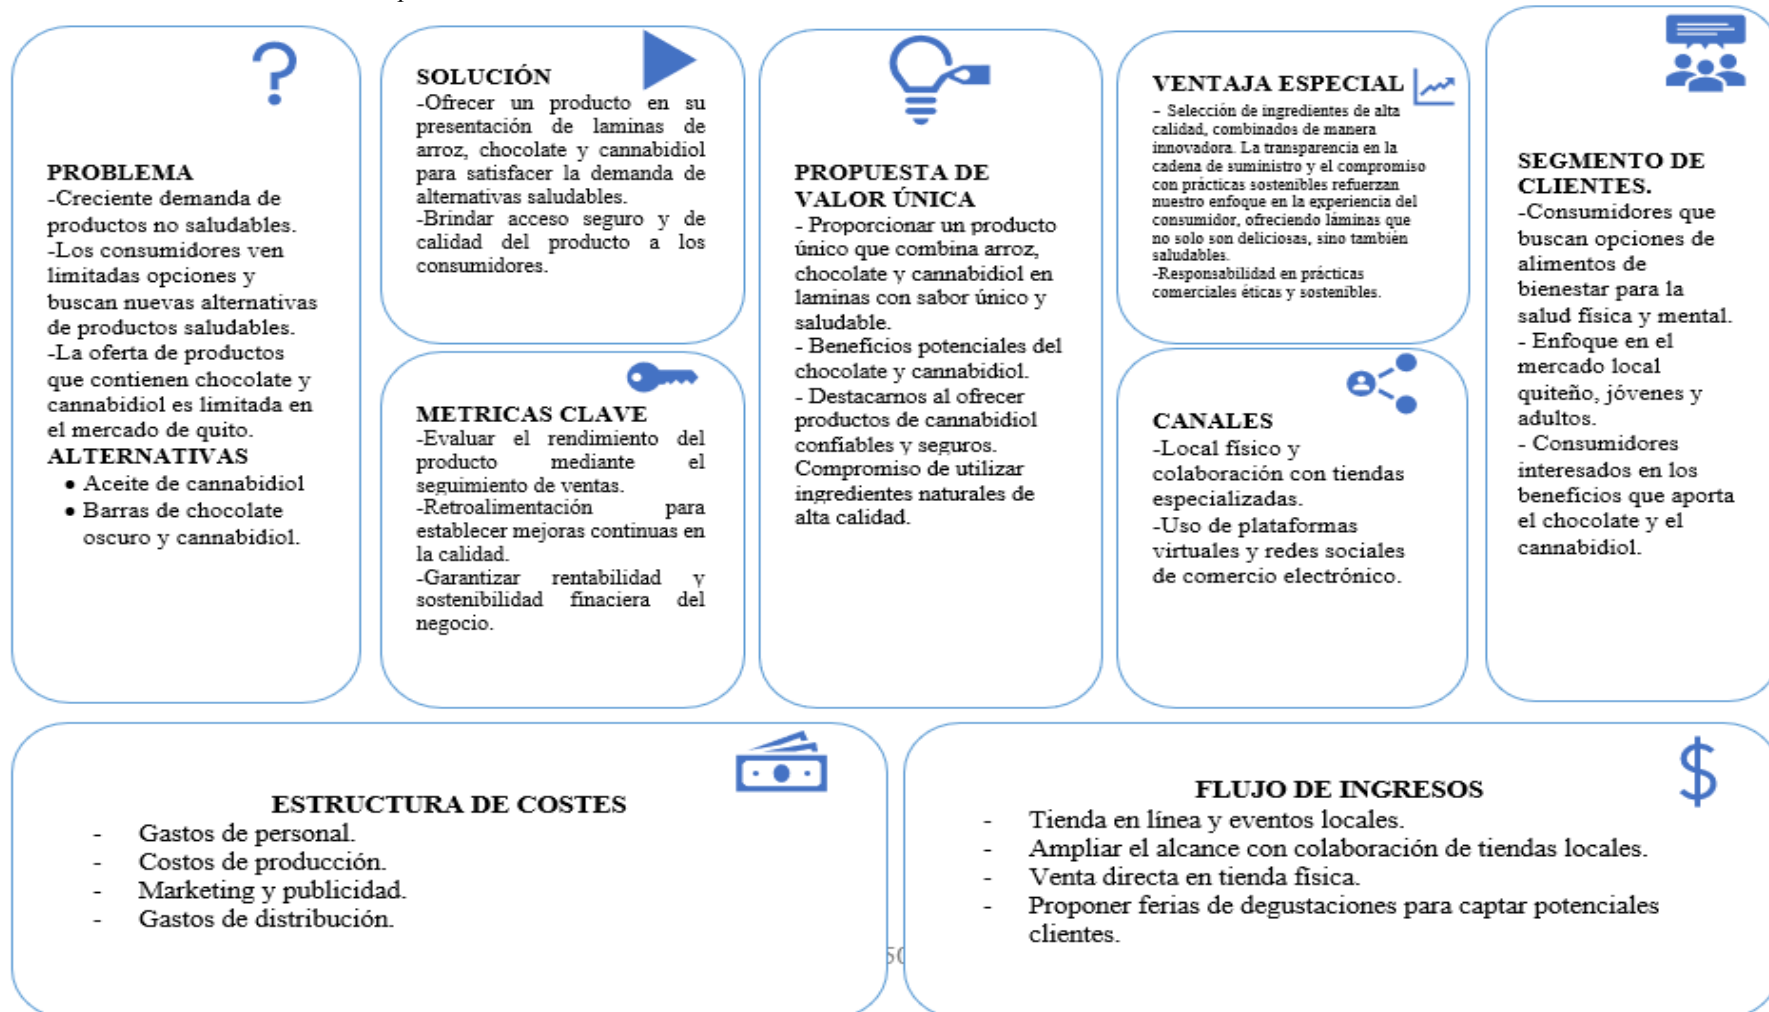 PROBLEMA
-Creciente demanda de
productos no saludables.
-Los consumidores ven
limitadas opciones y
buscan nuevas alternativas
de productos saludables.
-La oferta de productos
que contienen chocolate y
cannabidiol es limitada en
el mercado de quito.
ALTERNATIVAS
● Aceite de cannabidiol
● Barras de chocolate
oscuro y cannabidiol.
SOLUCIÓN
-Ofrecer un producto en su
presentación de laminas de
arroz, chocolate y cannabidiol
para satisfacer la demanda de
alternativas saludables.
-Brindar acceso seguro y de
calidad del producto a los
consumidores.
METRICAS CLAVE
-Evaluar el rendimiento del
producto mediante el
seguimiento de ventas.
-Retroalimentación para
establecer mejoras continuas en
la calidad.
-Garantizar rentabilidad y
sostenibilidad finaciera del
negocio.
PROPUESTA DE
VALOR ÚNICA
- Proporcionar un producto
único que combina arroz,
chocolate y cannabidiol en
laminas con sabor único y
saludable.
- Beneficios potenciales del
chocolate y cannabidiol.
- Destacarnos al ofrecer
productos de cannabidiol
confiables y seguros.
Compromiso de utilizar
ingredientes naturales de
alta calidad.
VENTAJA ESPECIAL
- Selección de ingredientes de alta
calidad, combinados de manera
innovadora. La transparencia en la
cadena de suministro y el compromiso
con prácticas sostenibles refuerzan
nuestro enfoque en la experiencia del
consumidor, ofreciendo láminas que
no solo son deliciosas, sino también
saludables.
-Responsabilidad en prácticas
comerciales éticas y sostenibles.
CANALES
-Local físico y
colaboración con tiendas
especializadas.
-Uso de plataformas
virtuales y redes sociales
de comercio electrónico.
SEGMENTO DE
CLIENTES.
-Consumidores que
buscan opciones de
alimentos de
bienestar para la
salud física y mental.
- Enfoque en el
mercado local
quiteño, jóvenes y
adultos.
- Consumidores
interesados en los
beneficios que aporta
el chocolate y el
cannabidiol.
ESTRUCTURA DE COSTES
- Gastos de personal.
- Costos de producción.
- Marketing y publicidad.
- Gastos de distribución.
FLUJO DE INGRESOS
- Tienda en línea y eventos locales.
- Ampliar el alcance con colaboración de tiendas locales.
- Venta directa en tienda física.
- Proponer ferias de degustaciones para captar potenciales
clientes.